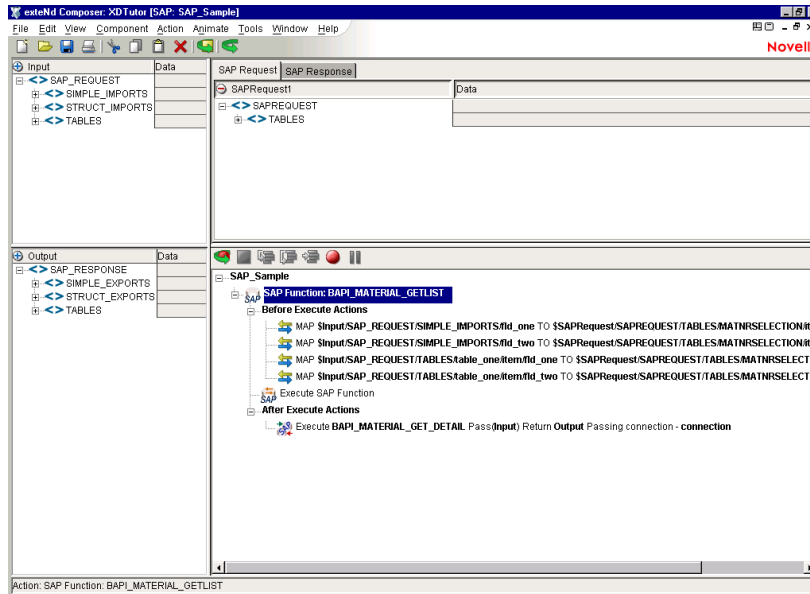 exteNd Composer: XDTutor [SAP: SAP_Sample]
File Edit View Component Action Animate Tools Window Help
Novell
Input Data
SAP_REQUEST
SIMPLE_IMPORTS
STRUCT_IMPORTS
TABLES
SAP Request SAP Response
SAPRequest1 Data
SAPREQUEST
TABLES
Output Data
SAP_RESPONSE
SIMPLE_EXPORTS
STRUCT_EXPORTS
TABLES
SAP_Sample
SAP SAP Function: BAPI_MATERIAL_GETLIST
Before Execute Actions
MAP $Input/SAP_REQUEST/SIMPLE_IMPORTS/fld_one TO $SAPRequest/SAPREQUEST/TABLES/MATNRSELECTION/it
MAP $Input/SAP_REQUEST/SIMPLE_IMPORTS/fld_two TO $SAPRequest/SAPREQUEST/TABLES/MATNRSELECTION/it
MAP $Input/SAP_REQUEST/TABLES/table_one/item/fld_one TO $SAPRequest/SAPREQUEST/TABLES/MATNRSELECT
MAP $Input/SAP_REQUEST/TABLES/table_one/item/fld_two TO $SAPRequest/SAPREQUEST/TABLES/MATNRSELECT
SAP Execute SAP Function
After Execute Actions
Execute BAPI_MATERIAL_GET_DETAIL Pass(Input) Return Output Passing connection - connection
Action: SAP Function: BAPI_MATERIAL_GETLIST